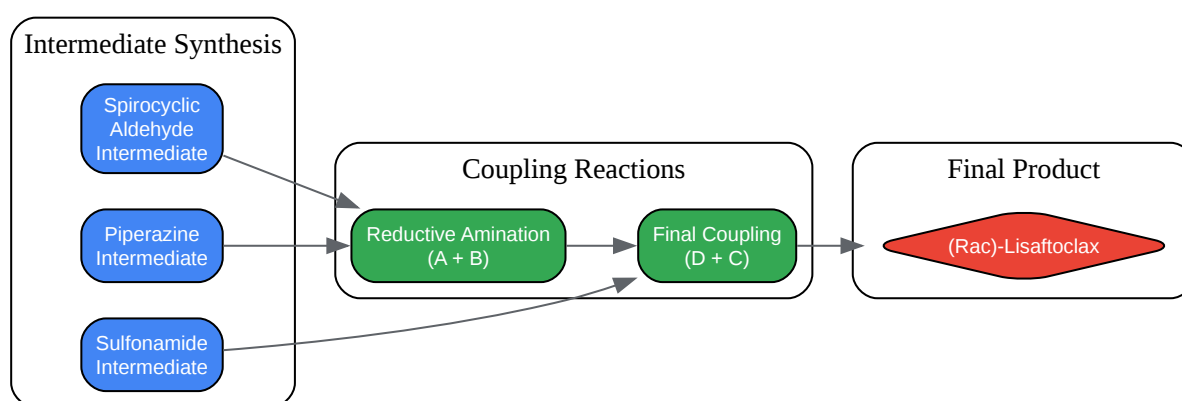 Intermediate Synthesis
Spirocyclic
Aldehyde
Intermediate
Piperazine
Intermediate
Sulfonamide
Intermediate
Coupling Reactions
Reductive Amination
(A + B)
Final Coupling
(D + C)
Final Product
(Rac)-Lisaftoclax